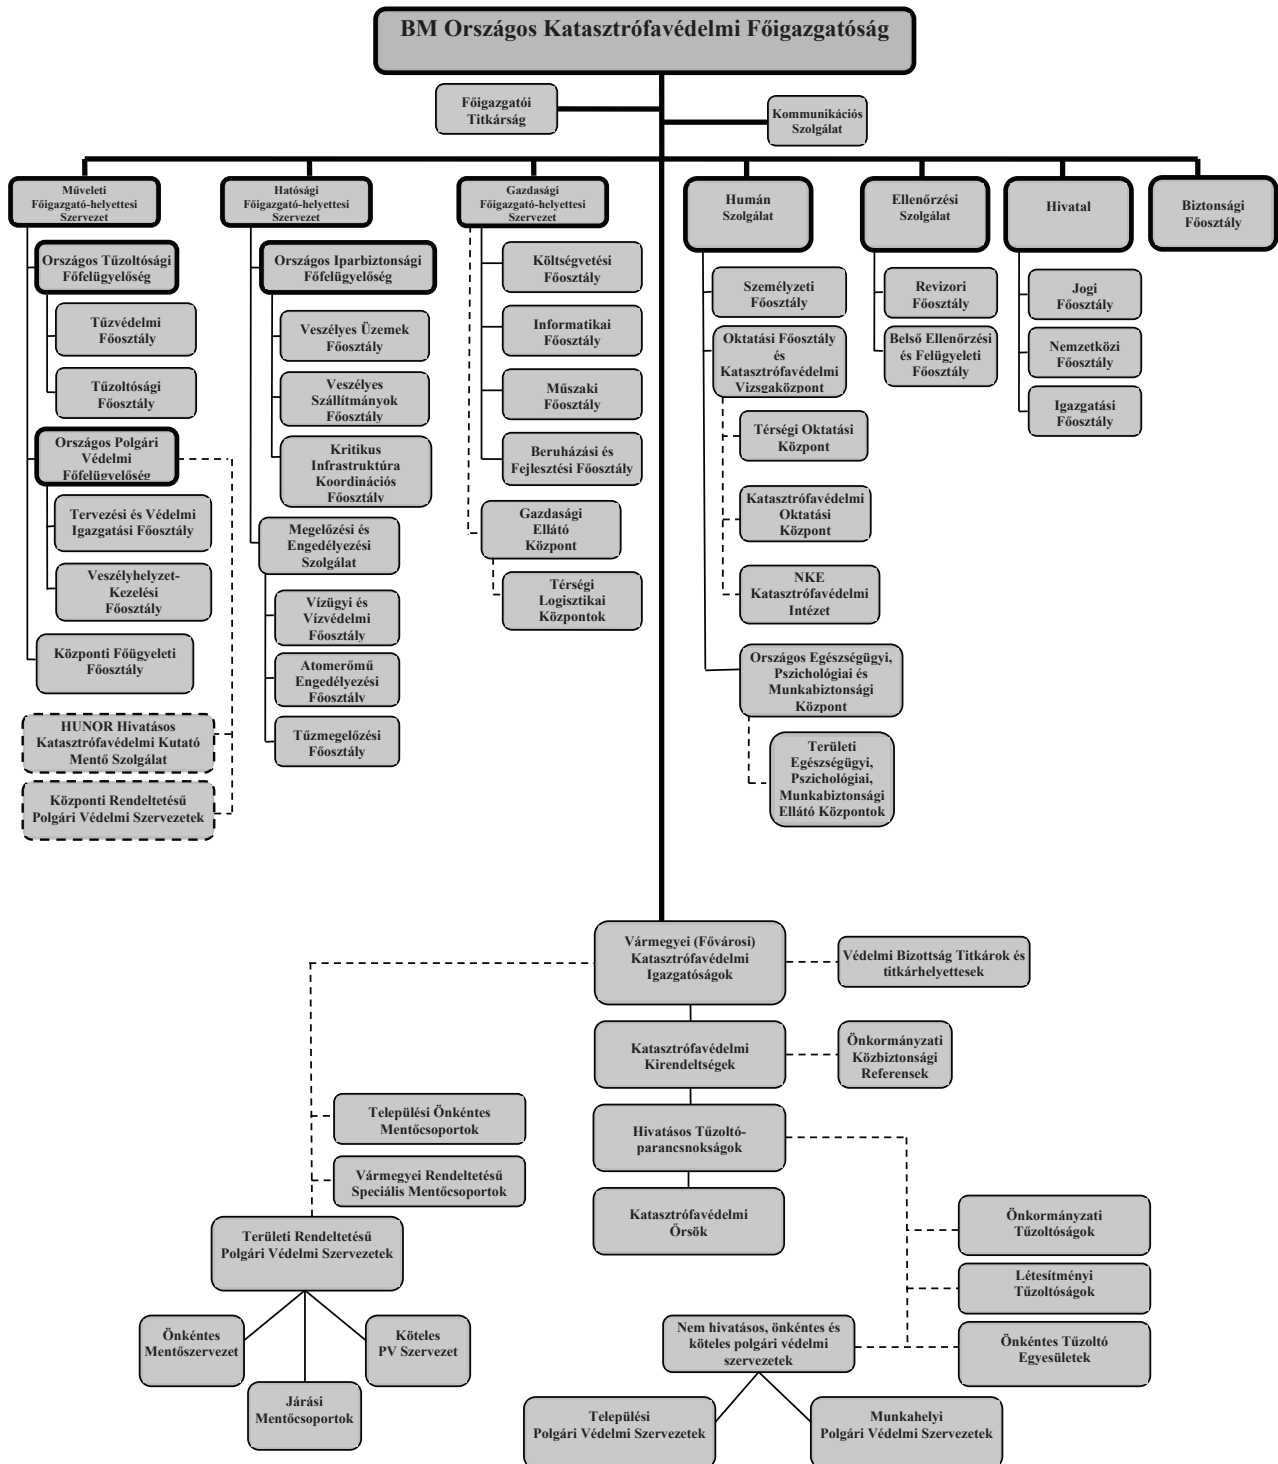 BM Országos Katasztrófavédelmi Főigazgatóság
Főigazgatói
Titkárság
Kommunikációs
Szolgálat
Műveleti
Főigazgató-helyettesi
Szervezet
Hatósági
Főigazgató-helyettesi
Szervezet
Gazdasági
Főigazgató-helyettesi
Szervezet
Humán
Szolgálat
Ellenőrzési
Szolgálat
Hivatal
Biztonsági
Főosztály
Országos Tűzoltósági
Főfelügyelőség
Tűzvédelmi
Főosztály
Tűzoltósági
Főosztály
Országos Polgári
Védelmi
Főfelügyelőség
Tervezési és Védelmi
Igazgatási Főosztály
Veszélyhelyzet-
Kezelési
Főosztály
Központi Főügyeleti
Főosztály
HUNOR Hivatásos
Katasztrófavédelmi Kutató
Mentő Szolgálat
Központi Rendeltetésű
Polgári Védelmi Szervezetek
Országos Iparbiztonsági
Főfelügyelőség
Veszélyes Üzemek
Főosztály
Veszélyes
Szállítmányok
Főosztály
Kritikus
Infrastruktúra
Koordinációs
Főosztály
Megelőzési és
Engedélyezési
Szolgálat
Vízügyi és
Vízvédelmi
Főosztály
Atomerőmű
Engedélyezési
Főosztály
Tűzmegelőzési
Főosztály
Költségvetési
Főosztály
Informatikai
Főosztály
Műszaki
Főosztály
Beruházási és
Fejlesztési Főosztály
Gazdasági
Ellátó
Központ
Térségi
Logisztikai
Központok
Személyzeti
Főosztály
Oktatási Főosztály
és
Katasztrófavédelmi
Vizsgaközpont
Térségi Oktatási
Központ
Katasztrófavédelmi
Oktatási
Központ
NKE
Katasztrófavédelmi
Intézet
Országos Egészségügyi,
Pszichológiai és
Munkabiztonsági
Központ
Területi
Egészségügyi,
Pszichológiai,
Munkabiztonsági
Ellátó Központok
Revizori
Főosztály
Belső Ellenőrzési
és Felügyeleti
Főosztály
Jogi
Főosztály
Nemzetközi
Főosztály
Igazgatási
Főosztály
Vármegyei (Fővárosi)
Katasztrófavédelmi
Igazgatóságok
Védelmi Bizottság Titkárok és
titkárhelyettesek
Katasztrófavédelmi
Kirendeltségek
Önkormányzati
Közbiztonsági
Referensek
Települési Önkéntes
Mentőcsoportok
Hivatásos Tűzoltó-
parancsnokságok
Vármegyei Rendeltetésű
Speciális Mentőcsoportok
Katasztrófavédelmi
Őrsök
Területi Rendeltetésű
Polgári Védelmi Szervezetek
Önkormányzati
Tűzoltóságok
Létesítményi
Tűzoltóságok
Önkéntes Tűzoltó
Egyesületek
Önkéntes
Mentőszervezet
Járási
Mentőcsoportok
Köteles
PV Szervezet
Nem hivatásos, önkéntes és
köteles polgári védelmi
szervezetek
Települési
Polgári Védelmi Szervezetek
Munkahelyi
Polgári Védelmi Szervezetek